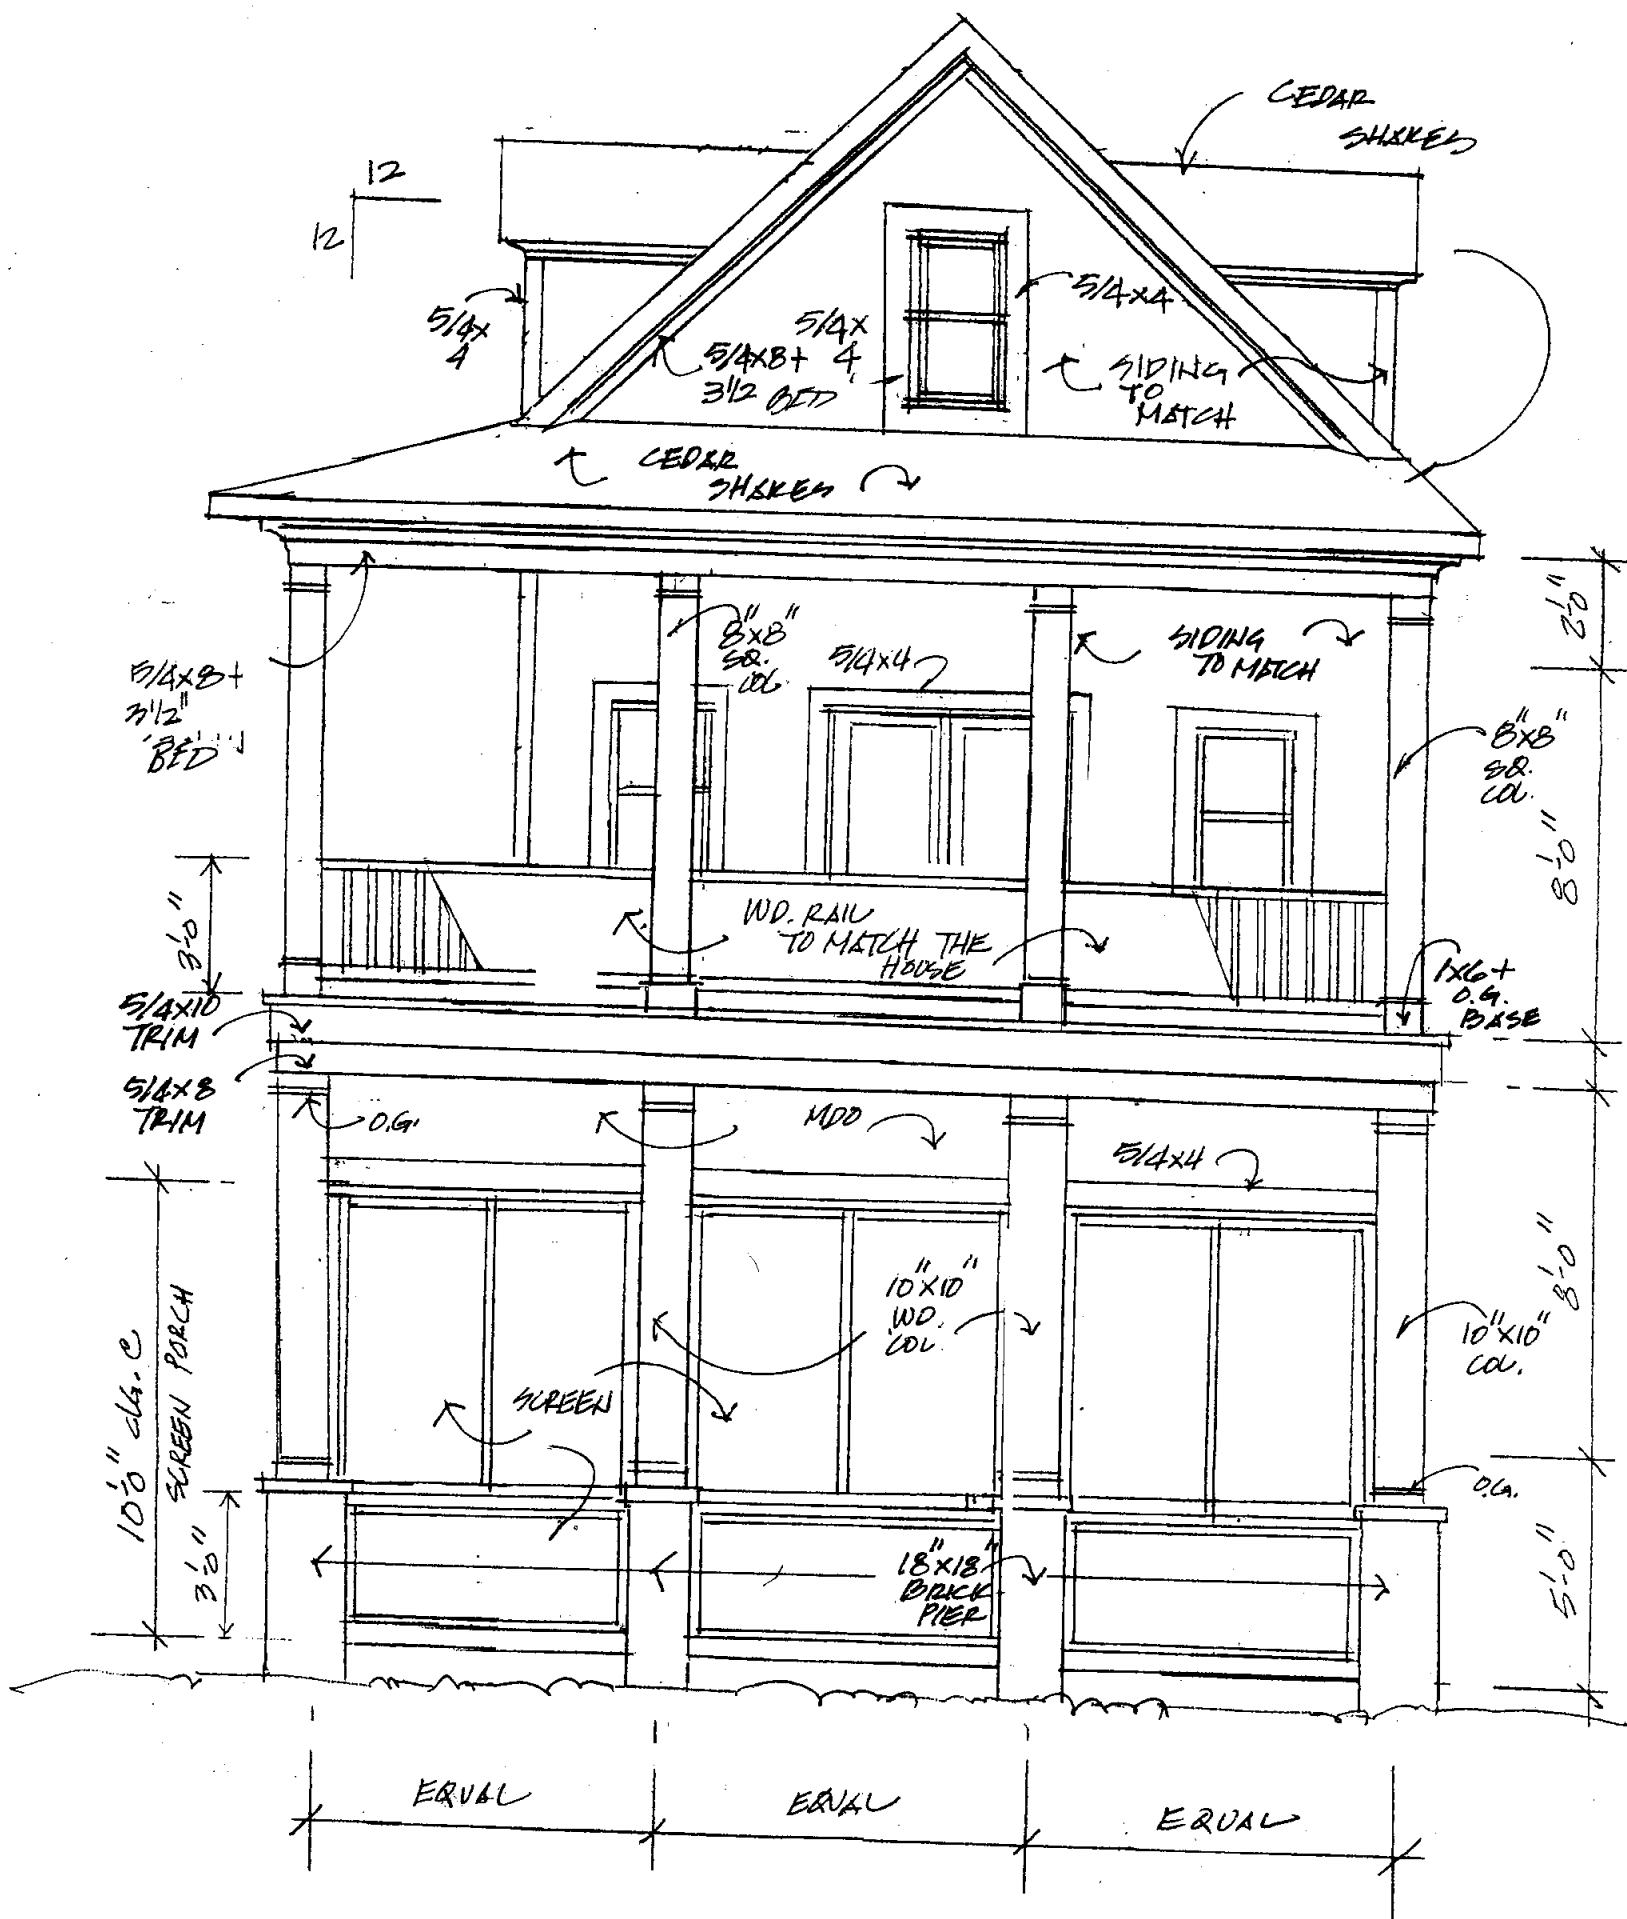 CEDAR
SHAKES
12
12
5/4x
4
5/4x8+
3 1/2 BED
5/4x
4
5/4x4
SIDING
TO
MATCH
CEDAR
SHAKES
2'-0"
5/4x8+
3 1/2"
BED
8"x8"
SQ.
COL
5/4x4
SIDING
TO MATCH
8"x8"
SQ.
COL.
8'-0"
3'-0"
WD. RAIL
TO MATCH THE
HOUSE
1x6+
O.G.
BASE
5/4x10
TRIM
5/4x8
TRIM
O.G.
MDO
5/4x4
10'-0" CLG. @
SCREEN PORCH
10"x10"
WD.
COL.
8'-0"
10"x10"
COL.
SCREEN
O.G.
3'-0"
18"x18"
BRICK
PIER
5'-0"
EQUAL
EQUAL
EQUAL